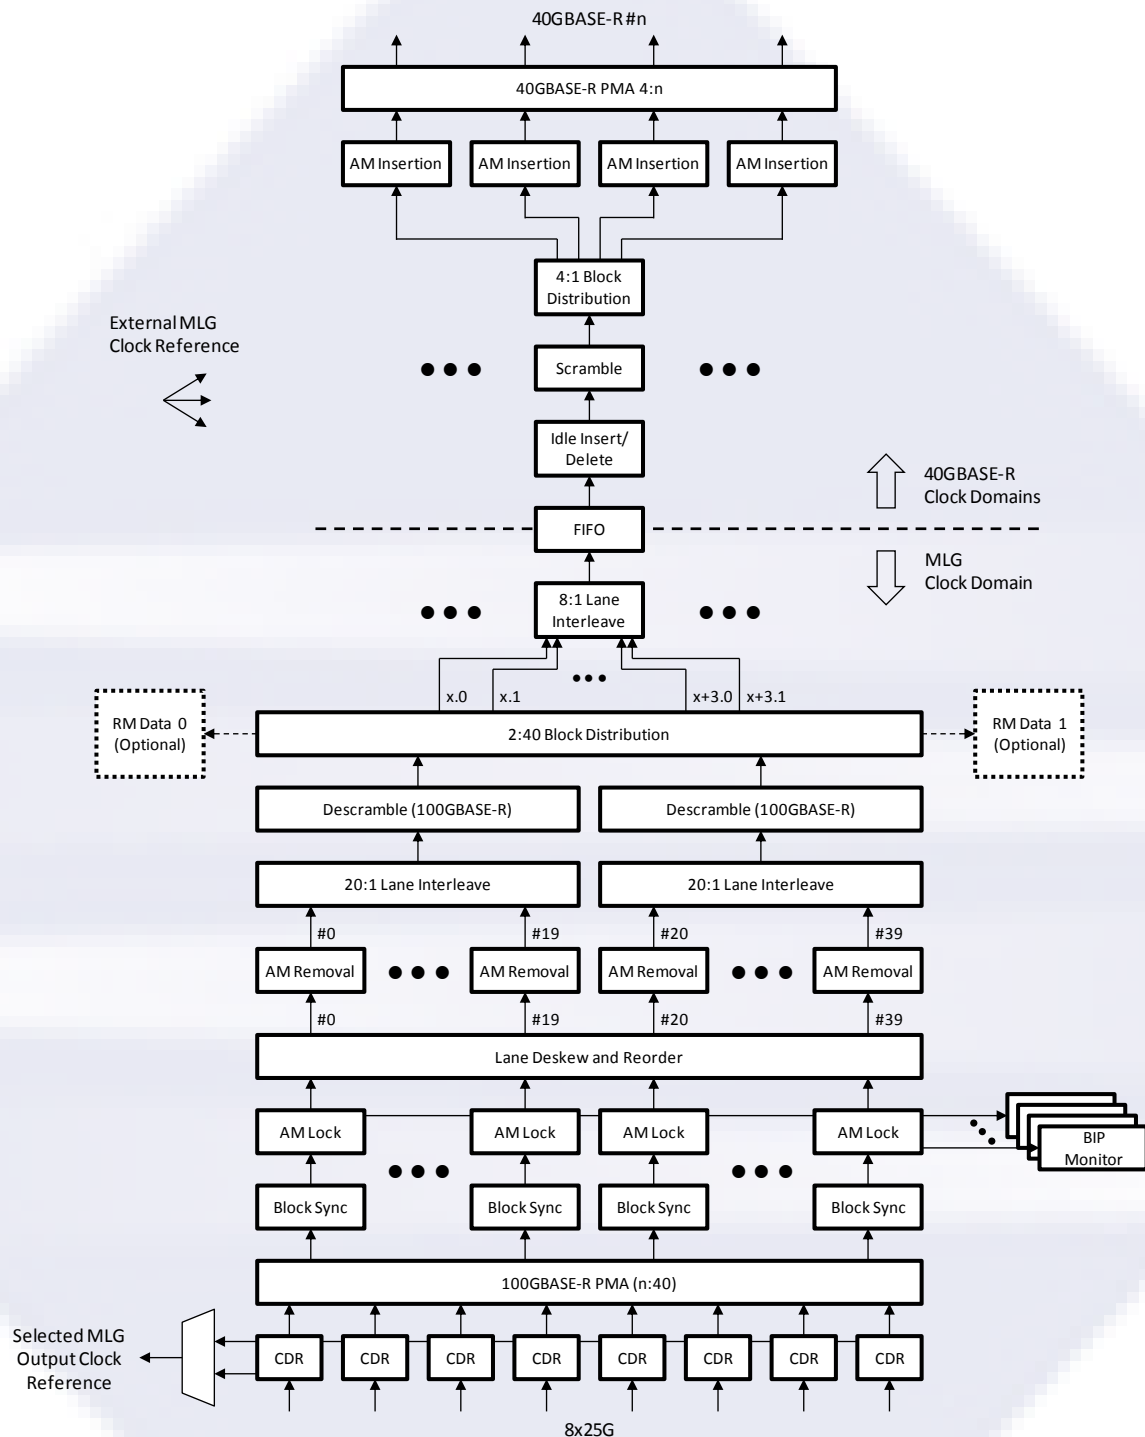 40GBASE-R #n
40GBASE-R PMA 4:n
AM Insertion AM Insertion AM Insertion AM Insertion
4:1 Block
Distribution
External MLG
Clock Reference
Scramble
Idle Insert/
Delete
40GBASE-R
Clock Domains
FIFO
MLG
Clock Domain
8:1 Lane
Interleave
x.0 x.1 x+3.0 x+3.1
RM Data 0
(Optional)
2:40 Block Distribution
RM Data 1
(Optional)
Descramble (100GBASE-R) Descramble (100GBASE-R)
20:1 Lane Interleave 20:1 Lane Interleave
#0 #19 #20 #39
AM Removal AM Removal AM Removal AM Removal
#0 #19 #20 #39
Lane Deskew and Reorder
AM Lock AM Lock AM Lock AM Lock
BIP
Monitor
Block Sync Block Sync Block Sync Block Sync
100GBASE-R PMA (n:40)
Selected MLG
Output Clock
Reference
CDR CDR CDR CDR CDR CDR CDR CDR
8x25G